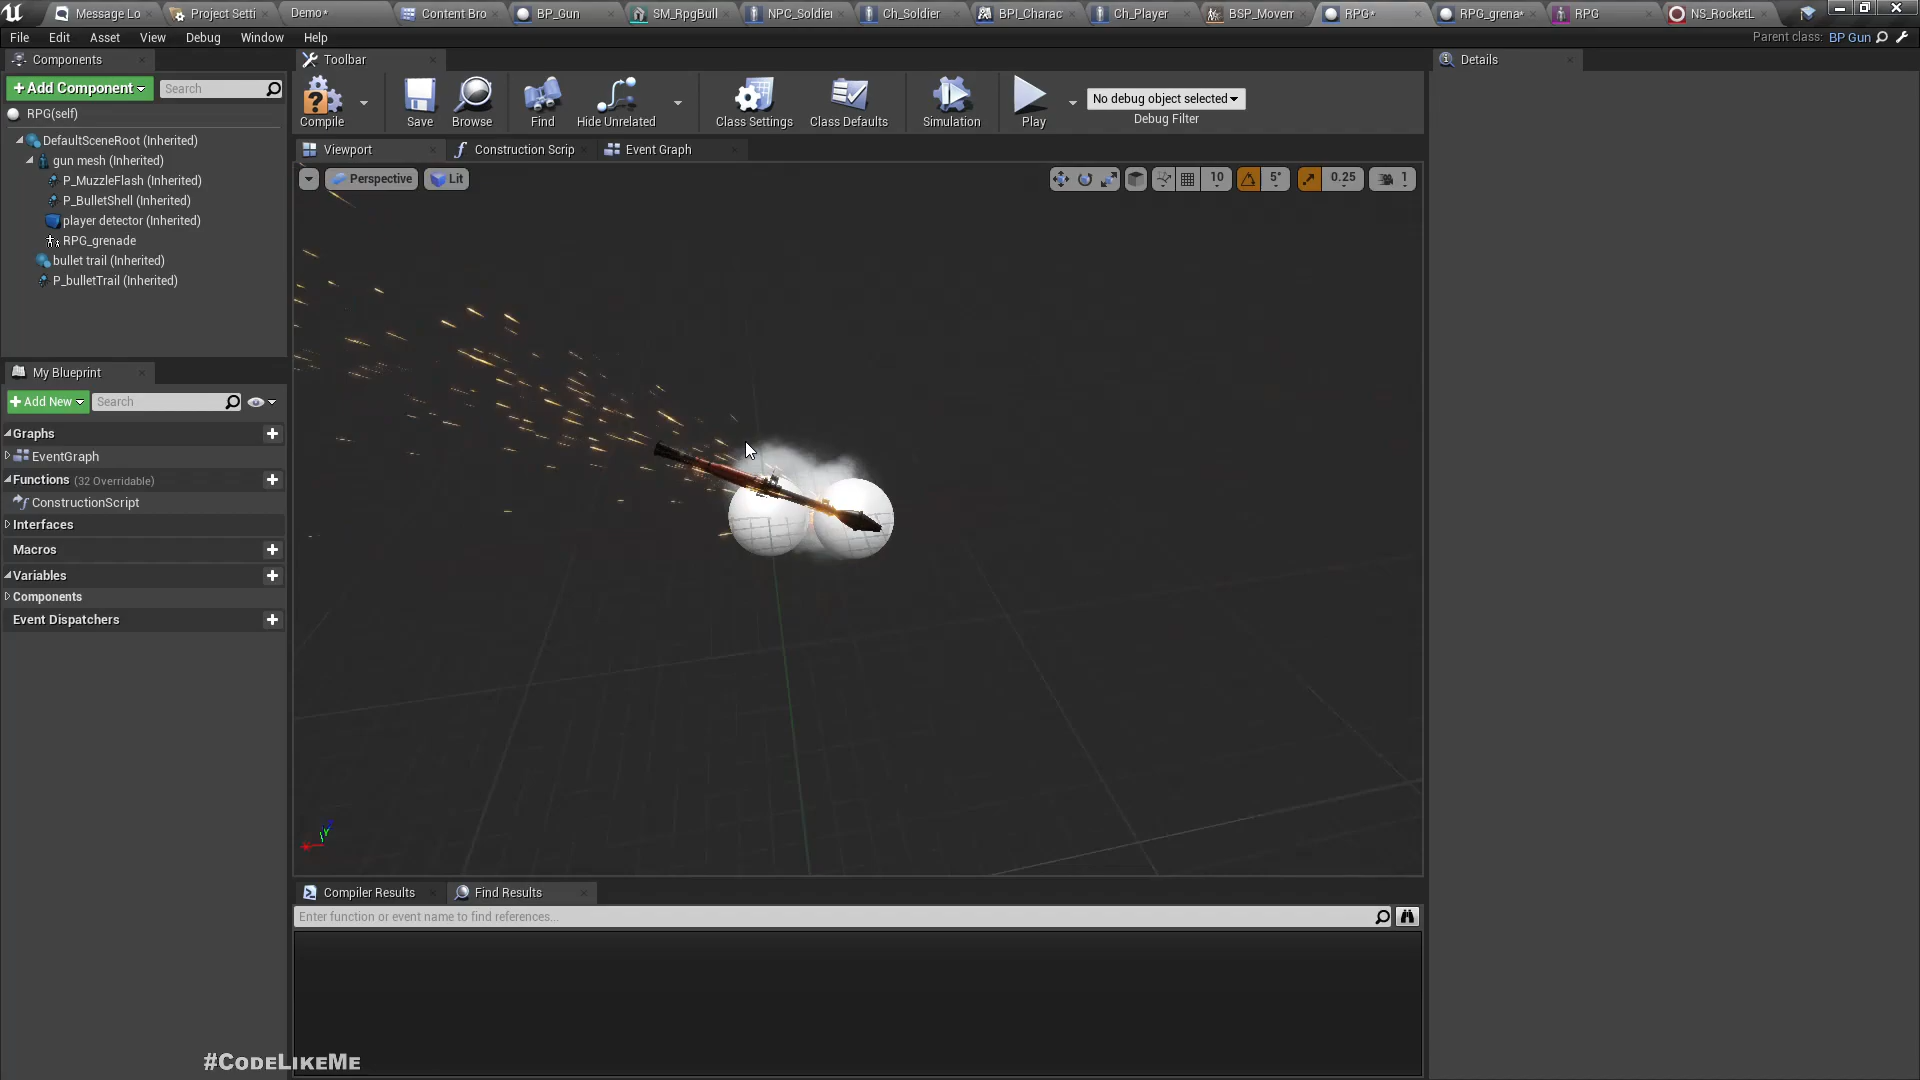 Message Lo
Project Setti
Demo*
Content Bro
BP_Gun
SM_RpgBull
NPC_Soldier
Ch_Soldier
BPI_Charac
Ch_Player
BSP_Movem
RPG*
RPG_grena*
RPG
NS_RocketL
File Edit Asset View Debug Window Help
Parent class: BP Gun
Components
Toolbar
Details
+Add Component
Search
Compile
Save
Browse
Find
Hide Unrelated
Class Settings
Class Defaults
Simulation
Play
No debug object selected
Debug Filter
RPG(self)
DefaultSceneRoot (Inherited)
gun mesh (Inherited)
P_MuzzleFlash (Inherited)
P_BulletShell (Inherited)
player detector (Inherited)
RPG_grenade
bullet trail (Inherited)
P_bulletTrail (Inherited)
Viewport
Construction Scrip
Event Graph
Perspective
Lit
10
5°
0.25
1
My Blueprint
+Add New
Search
Graphs
EventGraph
Functions (32 Overridable)
ConstructionScript
Interfaces
Macros
Variables
Components
Event Dispatchers
Compiler Results
Find Results
Enter function or event name to find references...
#CodeLikeMe